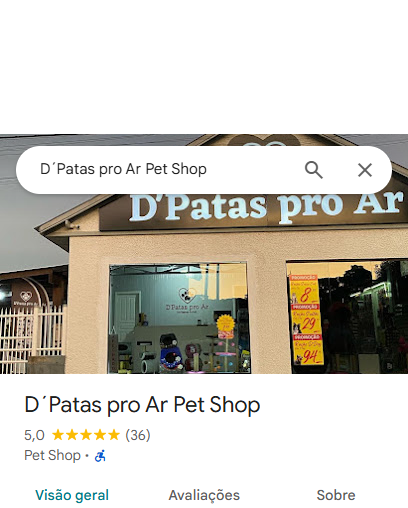 D´Patas pro Ar Pet Shop
D'Patas pro Ar
D'Patas pro Ar
PROMOÇÃO
8
PROMOÇÃO
29
PROMOÇÃO
94
D´Patas pro Ar Pet Shop
5,0 ★★★★★ (36)
Pet Shop ·
Visão geral Avaliações Sobre